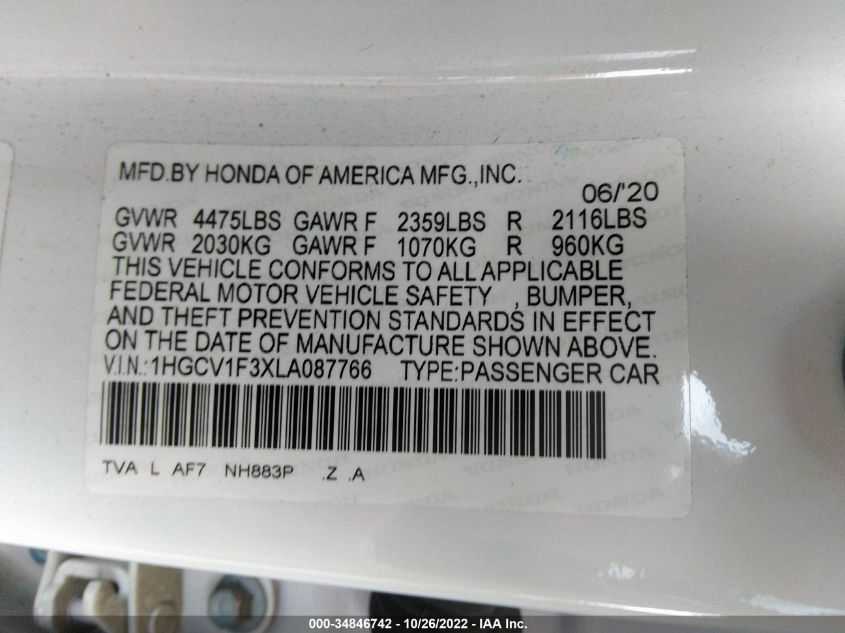 MFD.BY HONDA OF AMERICA MFG.,INC.
06/'20
GVWR 4475LBS GAWR F 2359LBS R 2116LBS
GVWR 2030KG GAWR F 1070KG R 960KG
THIS VEHICLE CONFORMS TO ALL APPLICABLE
FEDERAL MOTOR VEHICLE SAFETY , BUMPER,
AND THEFT PREVENTION STANDARDS IN EFFECT
ON THE DATE OF MANUFACTURE SHOWN ABOVE.
V.I.N.:1HGCV1F3XLA087766 TYPE:PASSENGER CAR
TVA L AF7 NH883P .Z .A
000-34846742 - 10/26/2022 - IAA Inc.